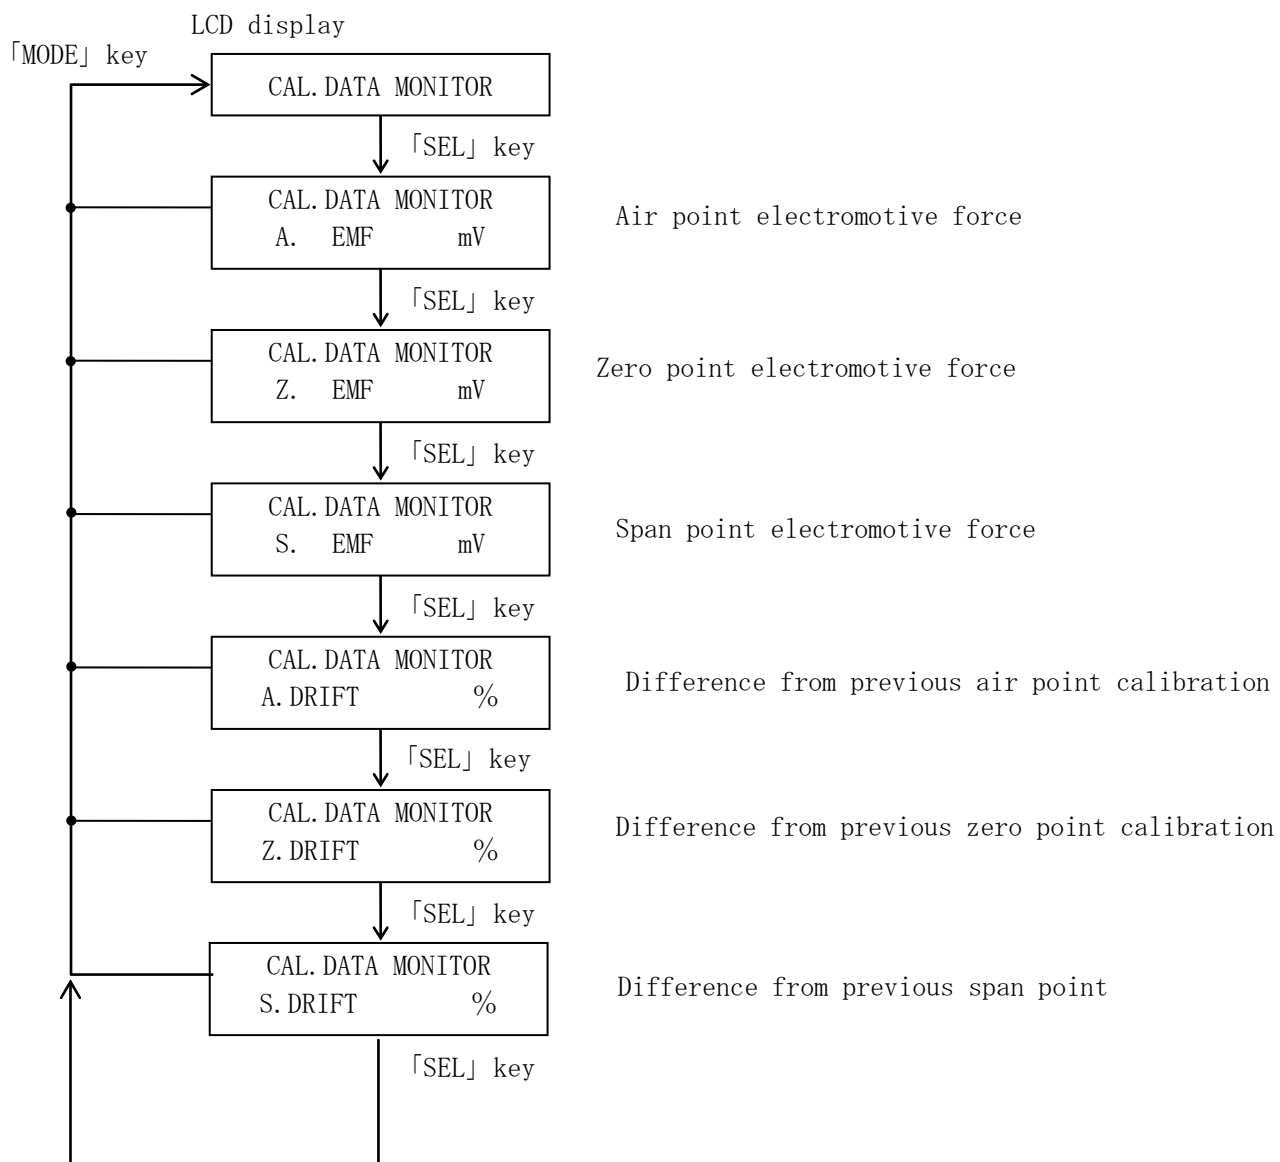 LCD display
「MODE」 key
CAL.DATA MONITOR
「SEL」 key
CAL.DATA MONITOR
A. EMF mV
Air point electromotive force
「SEL」 key
CAL.DATA MONITOR
Z. EMF mV
Zero point electromotive force
「SEL」 key
CAL.DATA MONITOR
S. EMF mV
Span point electromotive force
「SEL」 key
CAL.DATA MONITOR
A.DRIFT %
Difference from previous air point calibration
「SEL」 key
CAL.DATA MONITOR
Z.DRIFT %
Difference from previous zero point calibration
「SEL」 key
CAL.DATA MONITOR
S.DRIFT %
Difference from previous span point
「SEL」 key